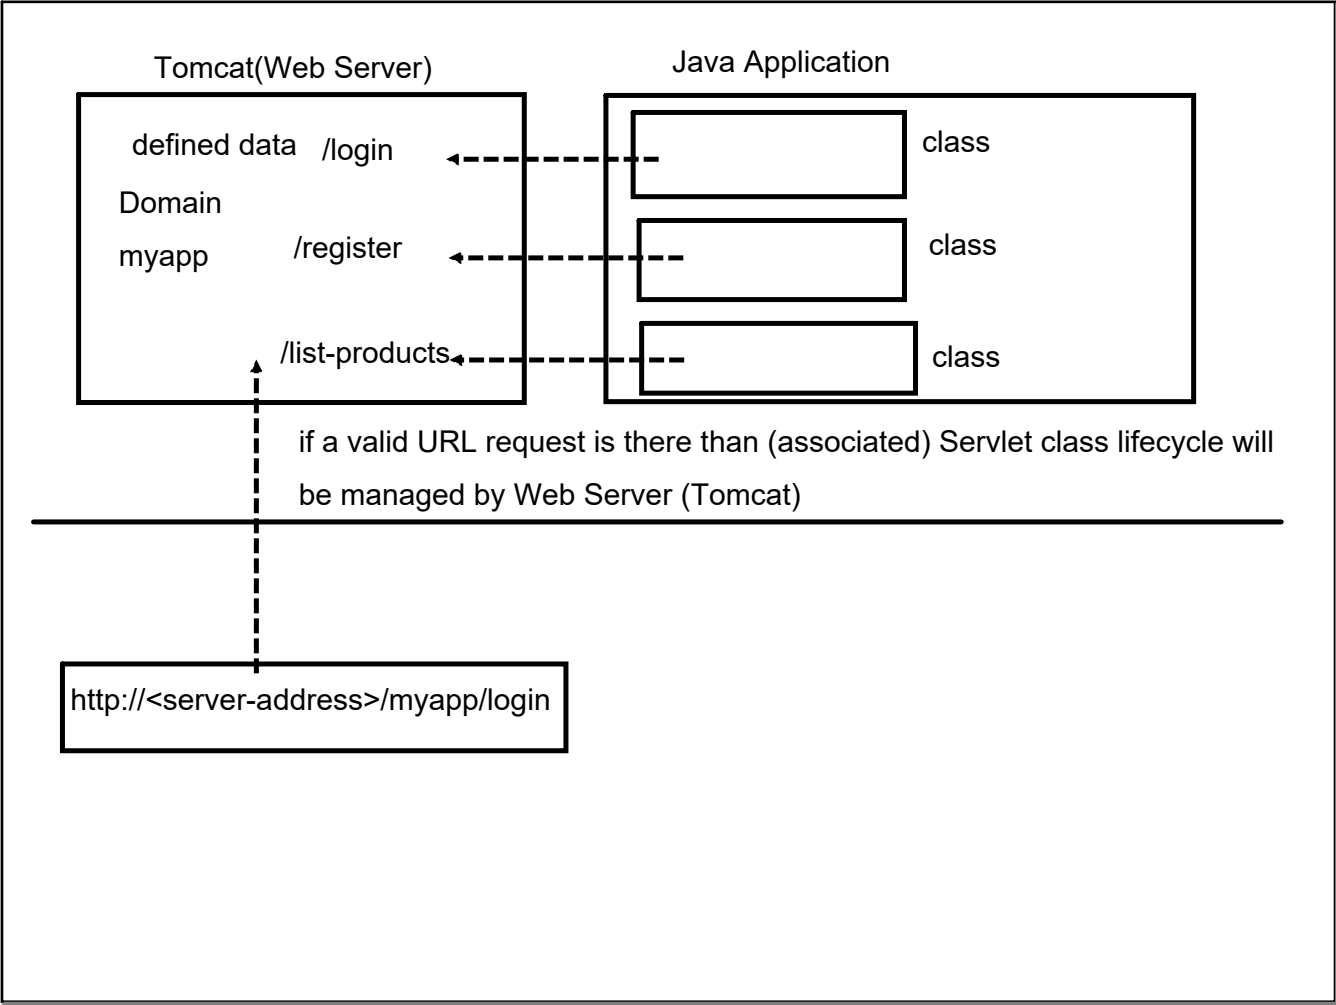 Tomcat(Web Server)
Java Application
defined data /login
class
Domain
myapp
/register
class
/list-products
class
if a valid URL request is there than (associated) Servlet class lifecycle will
be managed by Web Server (Tomcat)
http://<server-address>/myapp/login